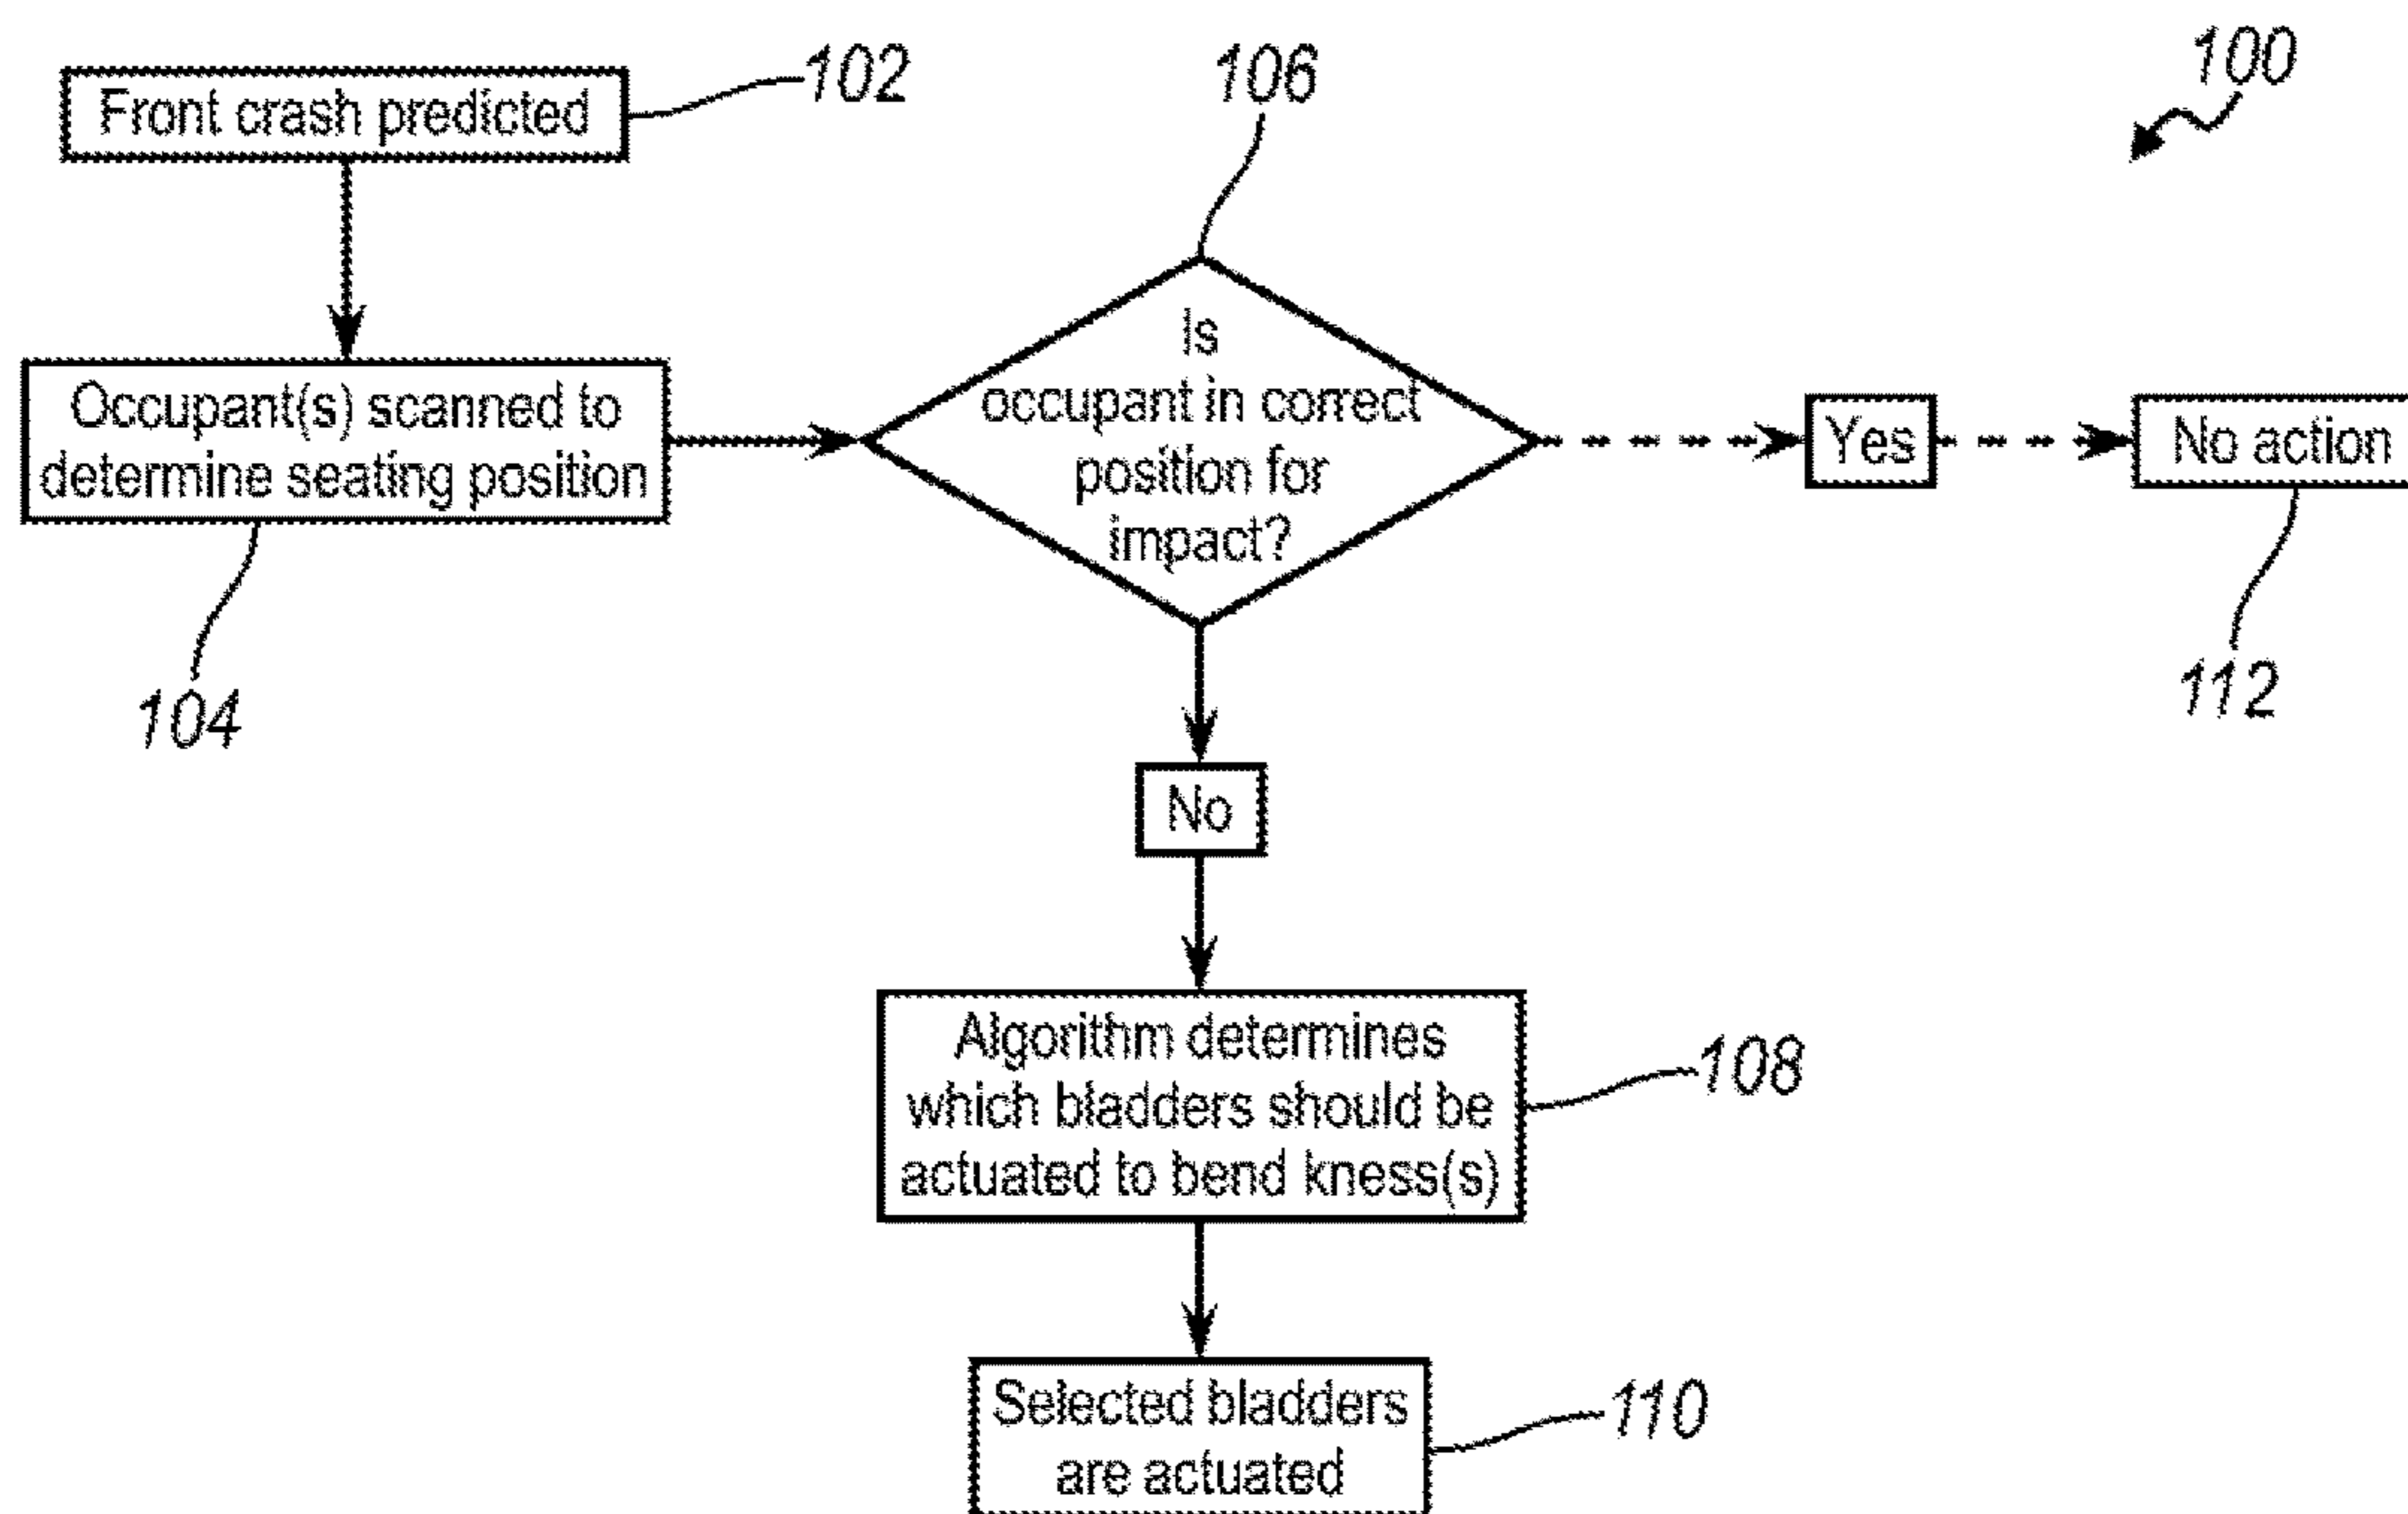 Front crash predicted
102
106
100
Occupant(s) scanned to
determine seating position
104
Is
occupant in correct
position for
impact?
Yes
No action
112
No
Algorithm determines
which bladders should be
actuated to bend kness(s)
108
Selected bladders
are actuated
110